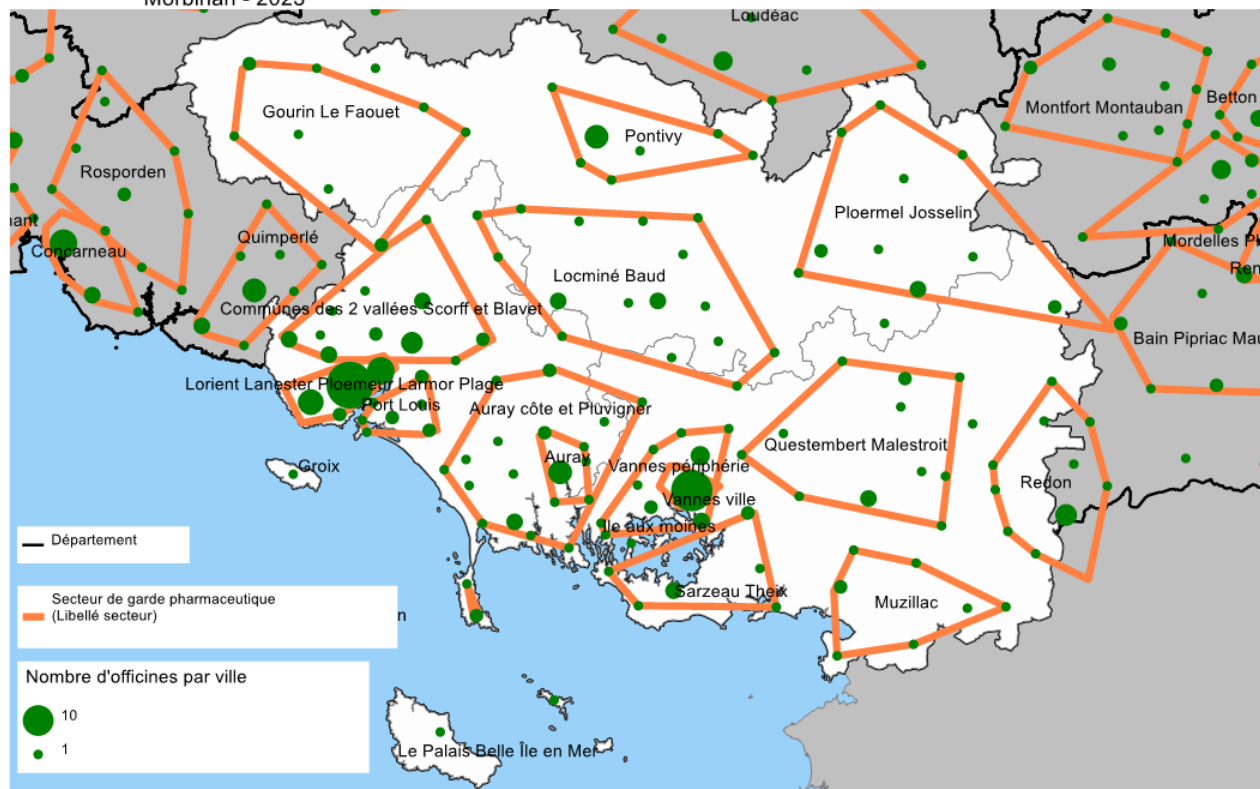 Morbihan - 2023
Loudéac
Gourin Le Faouet
Pontivy
Montfort Montauban
Betton
Rosporden
Ploermel Josselin
Quimperlé
Concarneau
Mordelles
Locminé Baud
Communes des 2 vallées Scorff et Blavet
Bain Pipriac
Lorient Lanester Ploemeur Larmor Plage
Port Louis
Auray côte et Pluvigner
Questembert Malestroit
Auray
Vannes périphérie
Groix
Redon
Vannes ville
Ile aux moines
Département
Sarzeau Theix
Muzillac
Secteur de garde pharmaceutique
(Libellé secteur)
Nombre d'officines par ville
10
1
Le Palais Belle Île en Mer